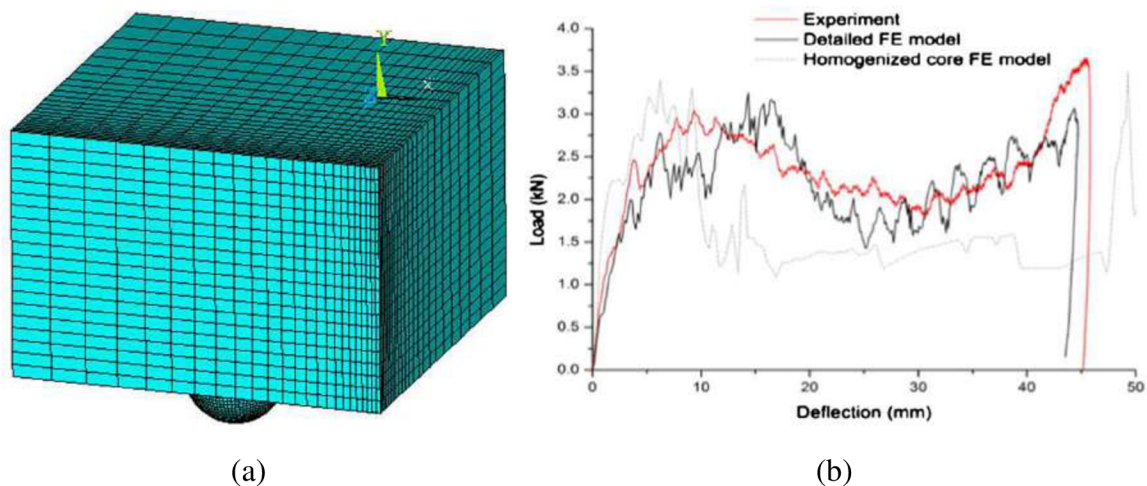 Y
X
(a)
Experiment
Detailed FE model
Homogenized core FE model
Load (kN)
4.0
3.5
3.0
2.5
2.0
1.5
1.0
0.5
0.0
0 10 20 30 40 50
Deflection (mm)
(b)